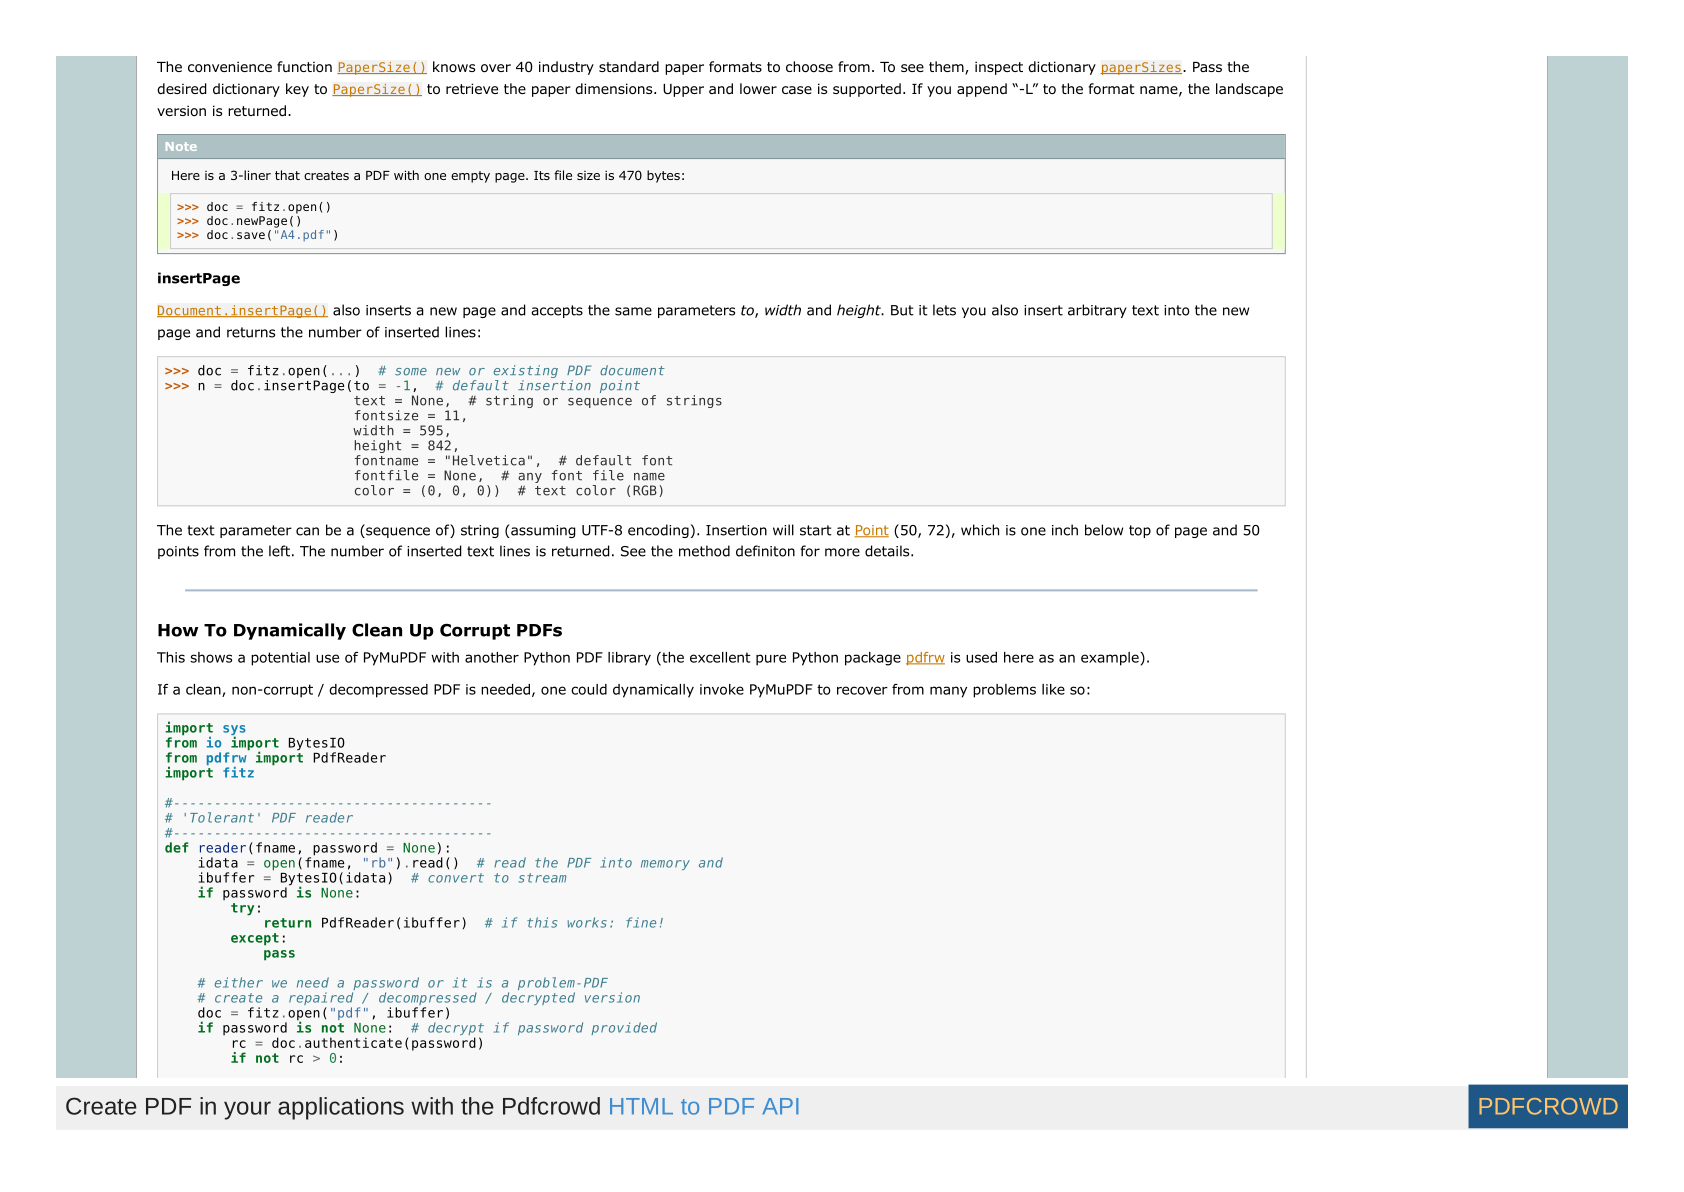 The convenience function PaperSize() knows over 40 industry standard paper formats to choose from. To see them, inspect dictionary paperSizes. Pass the
desired dictionary key to PaperSize() to retrieve the paper dimensions. Upper and lower case is supported. If you append “-L” to the format name, the landscape
version is returned.
Note
Here is a 3-liner that creates a PDF with one empty page. Its file size is 470 bytes:
>>> doc = fitz.open()
>>> doc.newPage()
>>> doc.save("A4.pdf")
insertPage
Document.insertPage() also inserts a new page and accepts the same parameters to, width and height. But it lets you also insert arbitrary text into the new
page and returns the number of inserted lines:
>>> doc = fitz.open(...)  # some new or existing PDF document
>>> n = doc.insertPage(to = -1,  # default insertion point
                       text = None,  # string or sequence of strings
                       fontsize = 11,
                       width = 595,
                       height = 842,
                       fontname = "Helvetica",  # default font
                       fontfile = None,  # any font file name
                       color = (0, 0, 0))  # text color (RGB)
The text parameter can be a (sequence of) string (assuming UTF-8 encoding). Insertion will start at Point (50, 72), which is one inch below top of page and 50
points from the left. The number of inserted text lines is returned. See the method definiton for more details.
How To Dynamically Clean Up Corrupt PDFs
This shows a potential use of PyMuPDF with another Python PDF library (the excellent pure Python package pdfrw is used here as an example).
If a clean, non-corrupt / decompressed PDF is needed, one could dynamically invoke PyMuPDF to recover from many problems like so:
import sys
from io import BytesIO
from pdfrw import PdfReader
import fitz
#---------------------------------------
# 'Tolerant' PDF reader
#---------------------------------------
def reader(fname, password = None):
    idata = open(fname, "rb").read()  # read the PDF into memory and
    ibuffer = BytesIO(idata)  # convert to stream
    if password is None:
        try:
            return PdfReader(ibuffer)  # if this works: fine!
        except:
            pass
    # either we need a password or it is a problem-PDF
    # create a repaired / decompressed / decrypted version
    doc = fitz.open("pdf", ibuffer)
    if password is not None:  # decrypt if password provided
        rc = doc.authenticate(password)
        if not rc > 0:
Create PDF in your applications with the Pdfcrowd HTML to PDF API
PDFCROWD